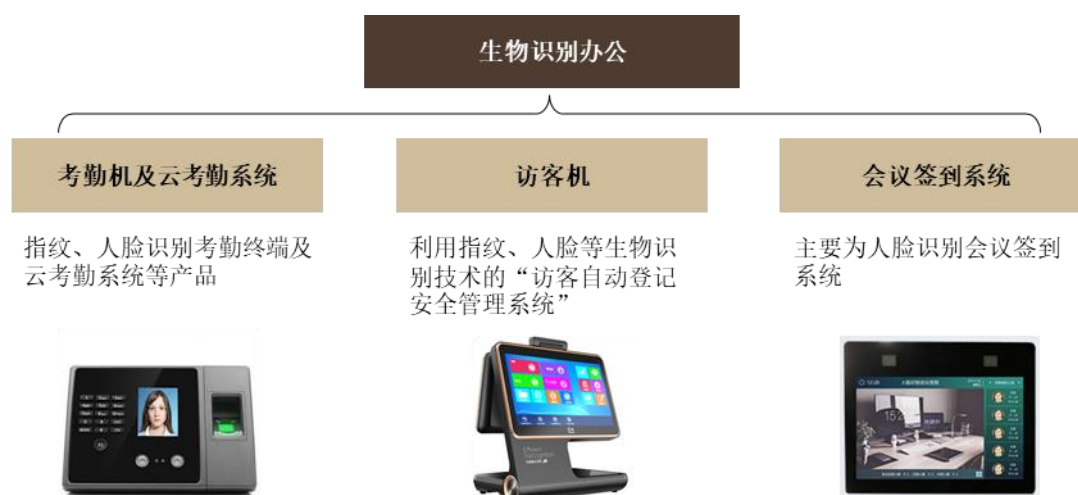 生物识别办公
考勤机及云考勤系统
访客机
会议签到系统
指纹、人脸识别考勤终端及
云考勤系统等产品
利用指纹、人脸等生物识
别技术的“访客自动登记
安全管理系统”
主要为人脸识别会议签到
系统